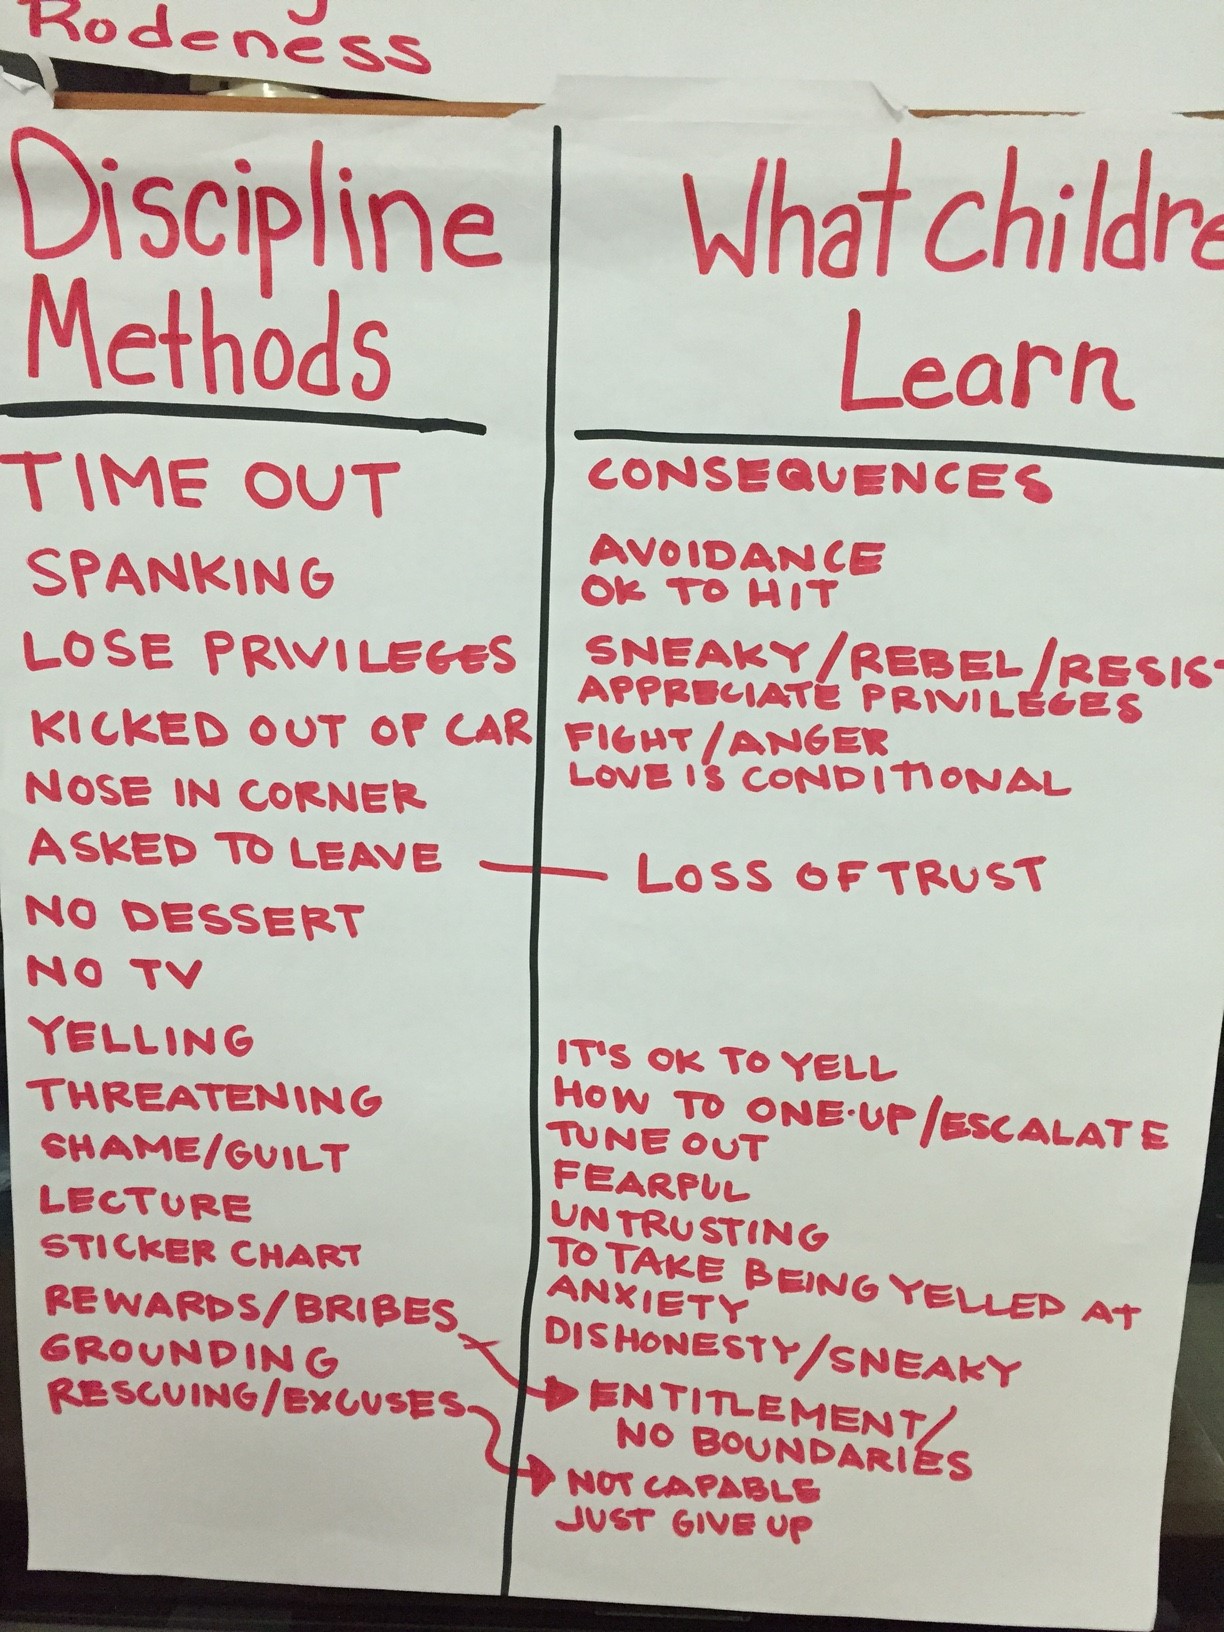 Rodeness
Discipline
Methods
TIME OUT
SPANKING
LOSE PRIVILEGES
KICKED OUT OF CAR
NOSE IN CORNER
ASKED TO LEAVE
NO DESSERT
NO TV
YELLING
THREATENING
SHAME/GUILT
LECTURE
STICKER CHART
REWARDS/BRIBES
GROUNDING
RESCUING/EXCUSES
What Childre
Learn
CONSEQUENCES
AVOIDANCE
OK TO HIT
SNEAKY/REBEL/RESIST
APPRECIATE PRIVILEGES
FIGHT/ANGER
LOVE IS CONDITIONAL
LOSS OF TRUST
IT'S OK TO YELL
HOW TO ONE-UP/ESCALATE
TUNE OUT
FEARFUL
UNTRUSTING
TO TAKE BEING YELLED AT
ANXIETY
DISHONESTY/SNEAKY
ENTITLEMENT/
NO BOUNDARIES
NOT CAPABLE
JUST GIVE UP